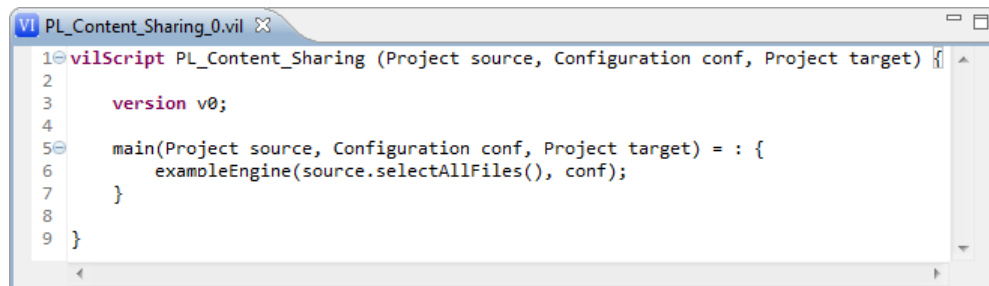 VI PL_Content_Sharing_0.vil
1 vilScript PL_Content_Sharing (Project source, Configuration conf, Project target) {
2
3 version v0;
4
5 main(Project source, Configuration conf, Project target) = : {
6 exampleEngine(source.selectAllFiles(), conf);
7 }
8
9 }